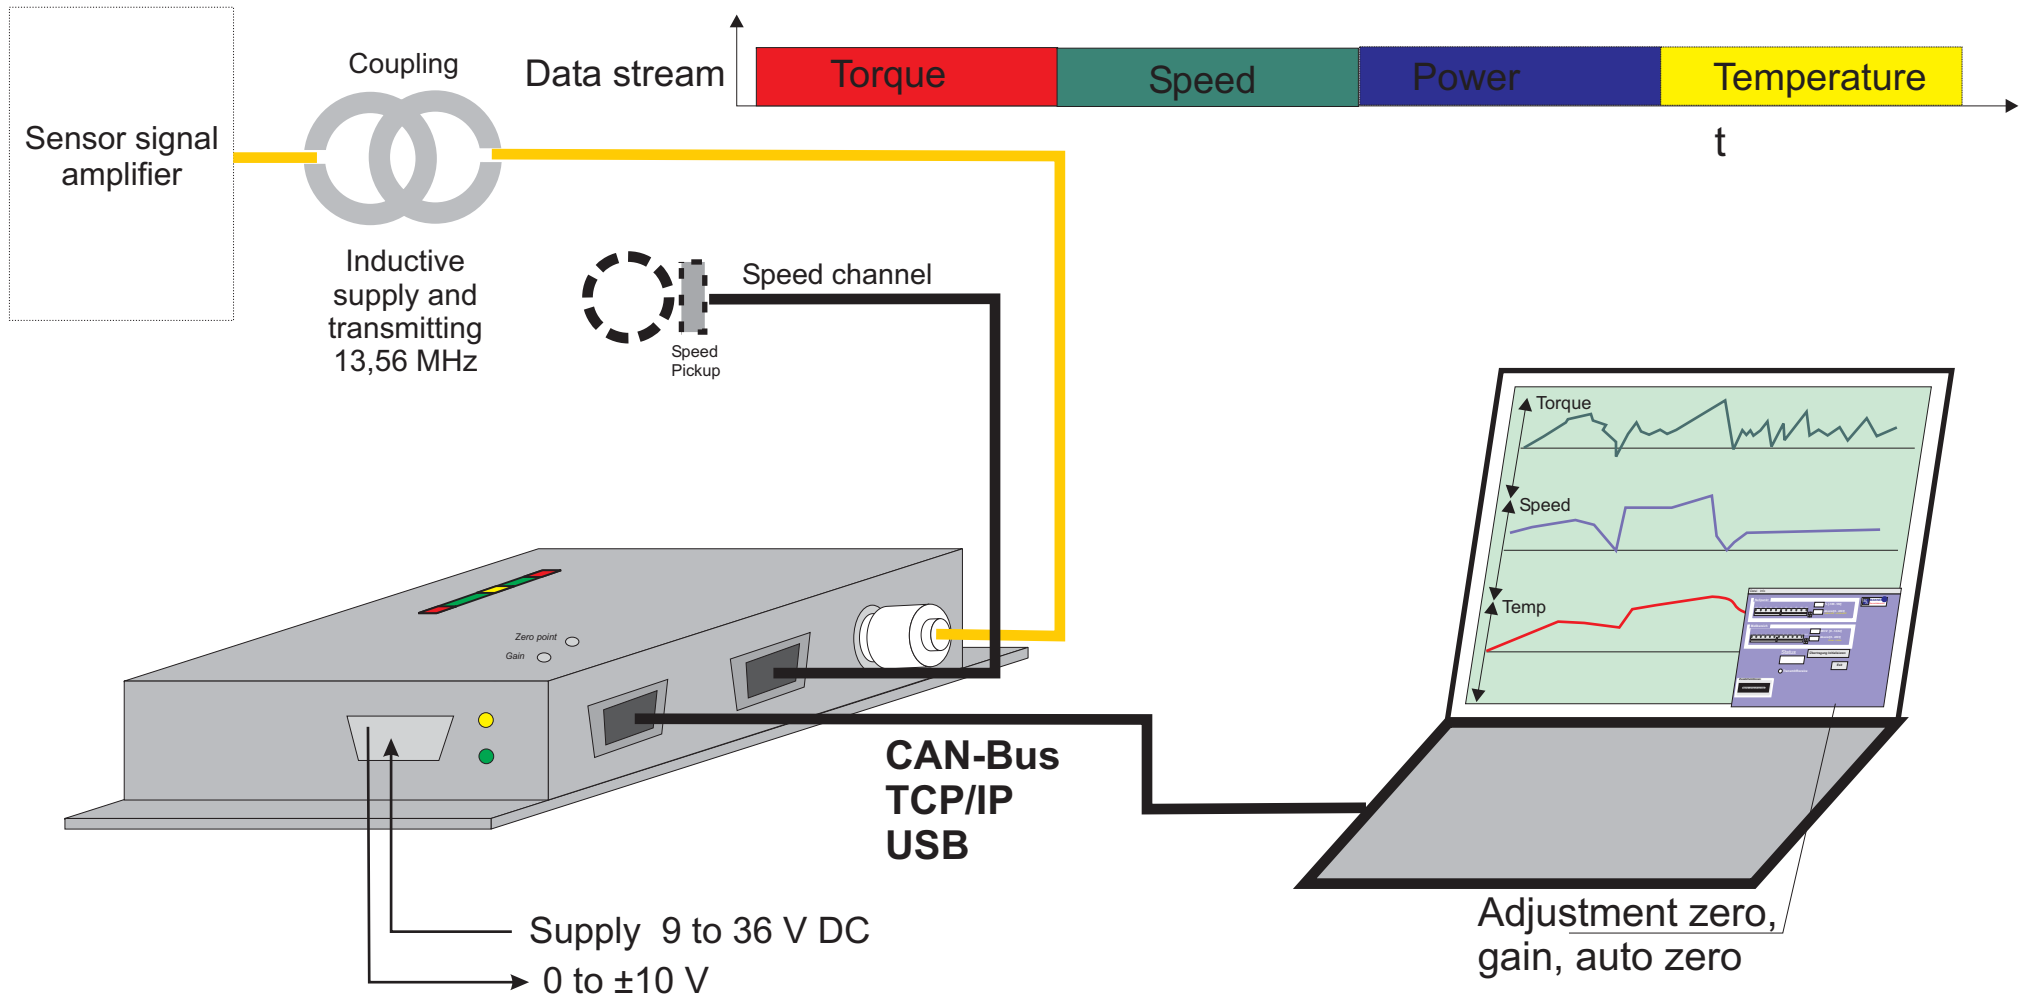 Coupling
Data stream
Torque
Speed
Power
Temperature
t
Sensor signal
amplifier
Inductive
supply and
transmitting
13,56 MHz
Speed channel
Speed
Pickup
Torque
Speed
Temp
Zero point
Gain
CAN-Bus
TCP/IP
USB
Supply 9 to 36 V DC
0 to ±10 V
Adjustment zero,
gain, auto zero